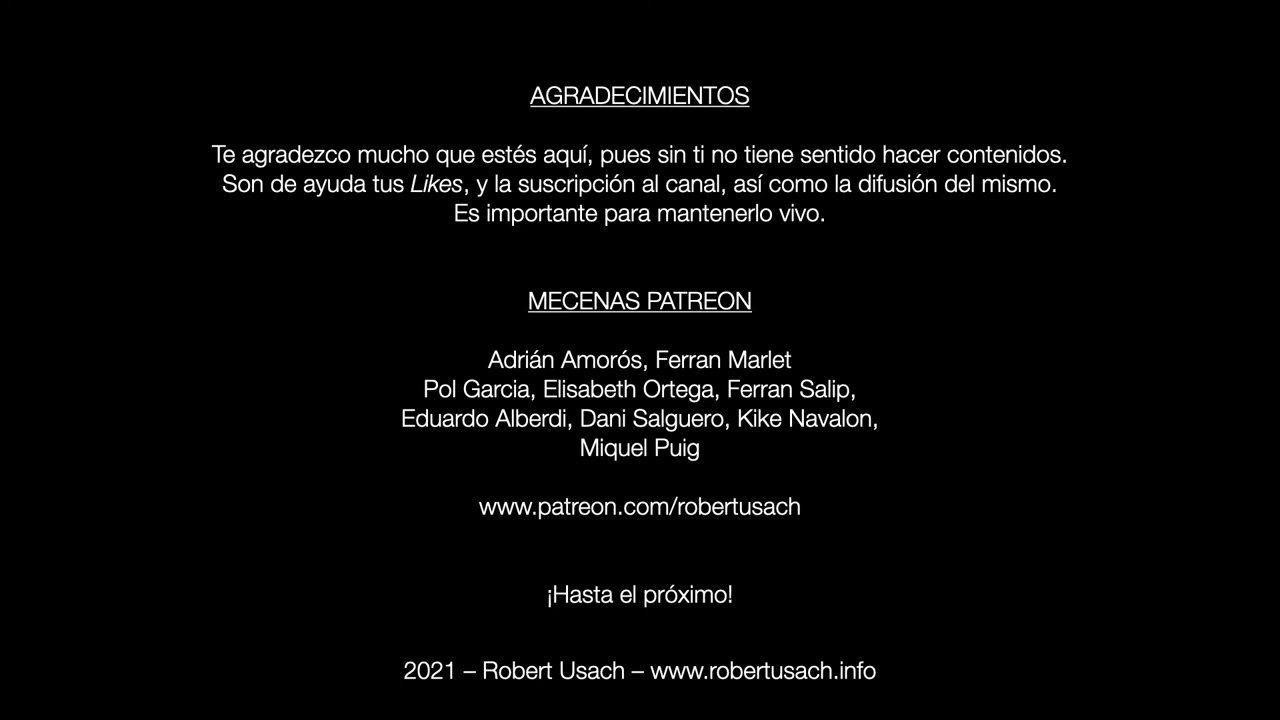 AGRADECIMIENTOS
Te agradezco mucho que estés aquí, pues sin ti no tiene sentido hacer contenidos.
Son de ayuda tus Likes, y la suscripción al canal, así como la difusión del mismo.
Es importante para mantenerlo vivo.
MECENAS PATREON
Adrián Amorós, Ferran Marlet
Pol Garcia, Elisabeth Ortega, Ferran Salip,
Eduardo Alberdi, Dani Salguero, Kike Navalon,
Miquel Puig
www.patreon.com/robertusach
¡Hasta el próximo!
2021 – Robert Usach – www.robertusach.info